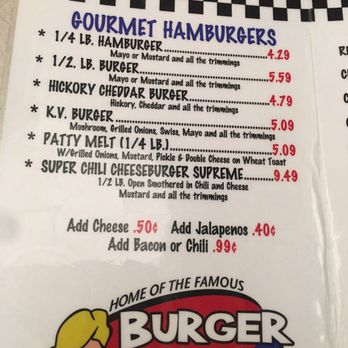 GOURMET HAMBURGERS
* 1/4 LB. HAMBURGER..............................4.29
Mayo or Mustard and all the trimmings
* 1/2. LB. BURGER.....................................5.59
Mayo or Mustard and all the trimmings
* HICKORY CHEDDAR BURGER....................4.79
Hickory, Cheddar and all the trimmings
* K.V. BURGER..........................................5.09
Mushroom, Grilled Onions, Swiss, Mayo and all the trimmings
* PATTY MELT (1/4 LB.)............................5.09
W/Grilled Onions, Mustard, Pickle & Double Cheese on Wheat Toast
* SUPER CHILI CHEESEBURGER SUPREME......9.49
1/2 LB. Open Smothered in Chili and Cheese
Mustard and all the trimmings
Add Cheese .50¢ Add Jalapenos .40¢
Add Bacon or Chili .99¢
HOME OF THE FAMOUS
BURGER